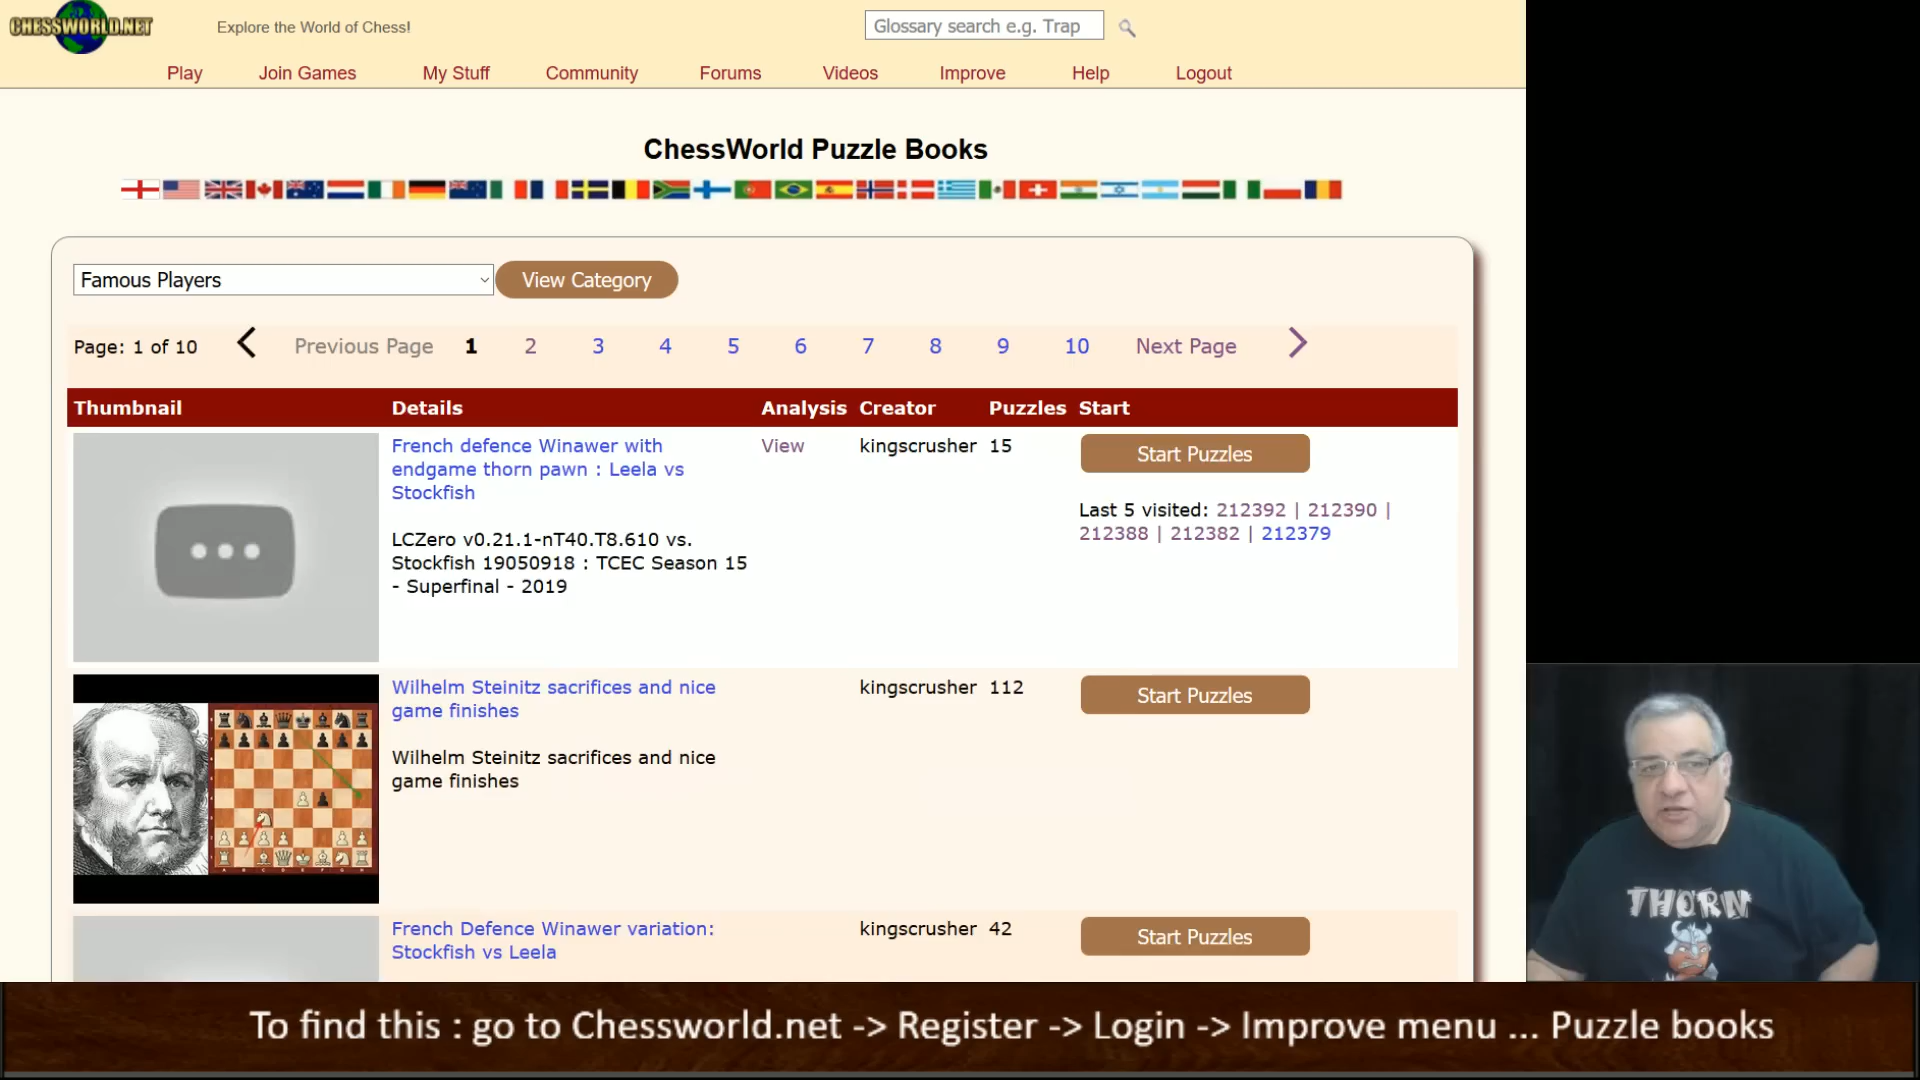 CHESSWORLD.NET
Explore the World of Chess!
Glossary search e.g. Trap
Play Join Games My Stuff Community Forums Videos Improve Help Logout
ChessWorld Puzzle Books
Famous Players View Category
Page: 1 of 10 Previous Page 1 2 3 4 5 6 7 8 9 10 Next Page
Thumbnail Details Analysis Creator Puzzles Start
French defence Winawer with
endgame thorn pawn : Leela vs
Stockfish
LCZero v0.21.1-nT40.T8.610 vs.
Stockfish 19050918 : TCEC Season 15
- Superfinal - 2019
View
kingscrusher
15
Start Puzzles
Last 5 visited: 212392 | 212390 |
212388 | 212382 | 212379
Wilhelm Steinitz sacrifices and nice
game finishes
Wilhelm Steinitz sacrifices and nice
game finishes
kingscrusher
112
Start Puzzles
French Defence Winawer variation:
Stockfish vs Leela
kingscrusher
42
Start Puzzles
THORN
To find this : go to Chessworld.net -> Register -> Login -> Improve menu ... Puzzle books